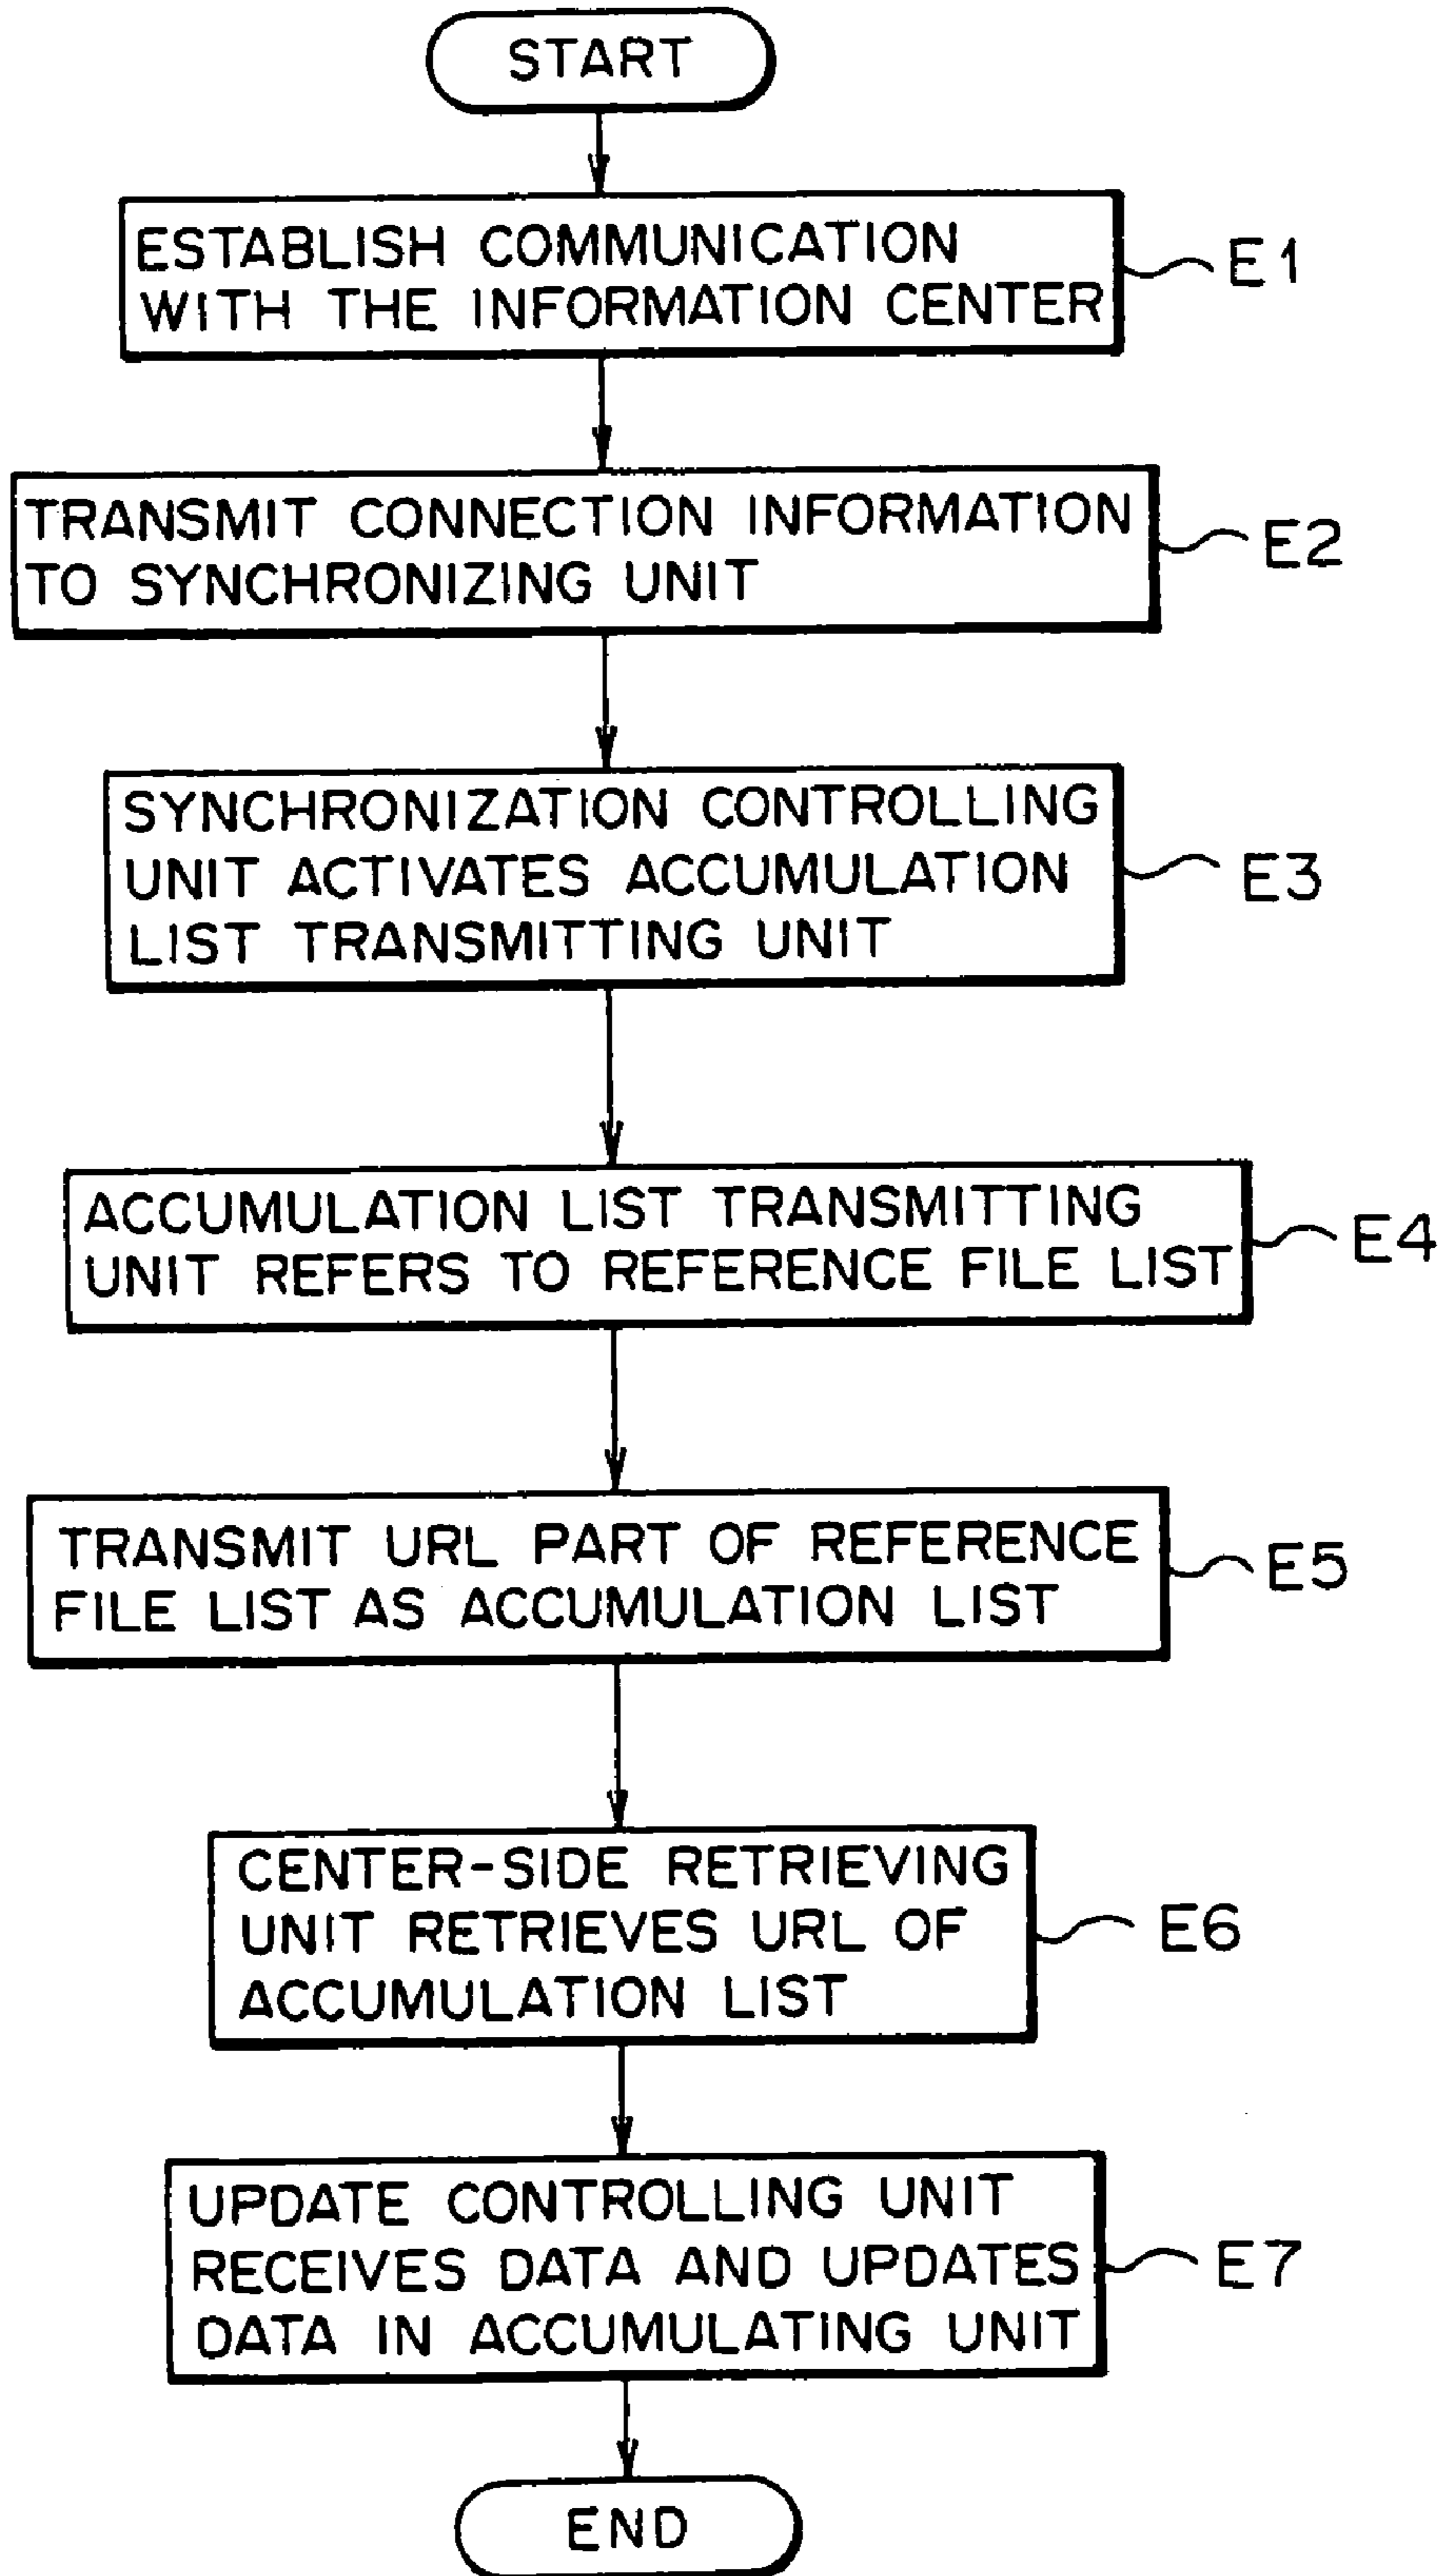 START
ESTABLISH COMMUNICATION
WITH THE INFORMATION CENTER
E1
TRANSMIT CONNECTION INFORMATION
TO SYNCHRONIZING UNIT
E2
SYNCHRONIZATION CONTROLLING
UNIT ACTIVATES ACCUMULATION
LIST TRANSMITTING UNIT
E3
ACCUMULATION LIST TRANSMITTING
UNIT REFERS TO REFERENCE FILE LIST
E4
TRANSMIT URL PART OF REFERENCE
FILE LIST AS ACCUMULATION LIST
E5
CENTER-SIDE RETRIEVING
UNIT RETRIEVES URL OF
ACCUMULATION LIST
E6
UPDATE CONTROLLING UNIT
RECEIVES DATA AND UPDATES
DATA IN ACCUMULATING UNIT
E7
END